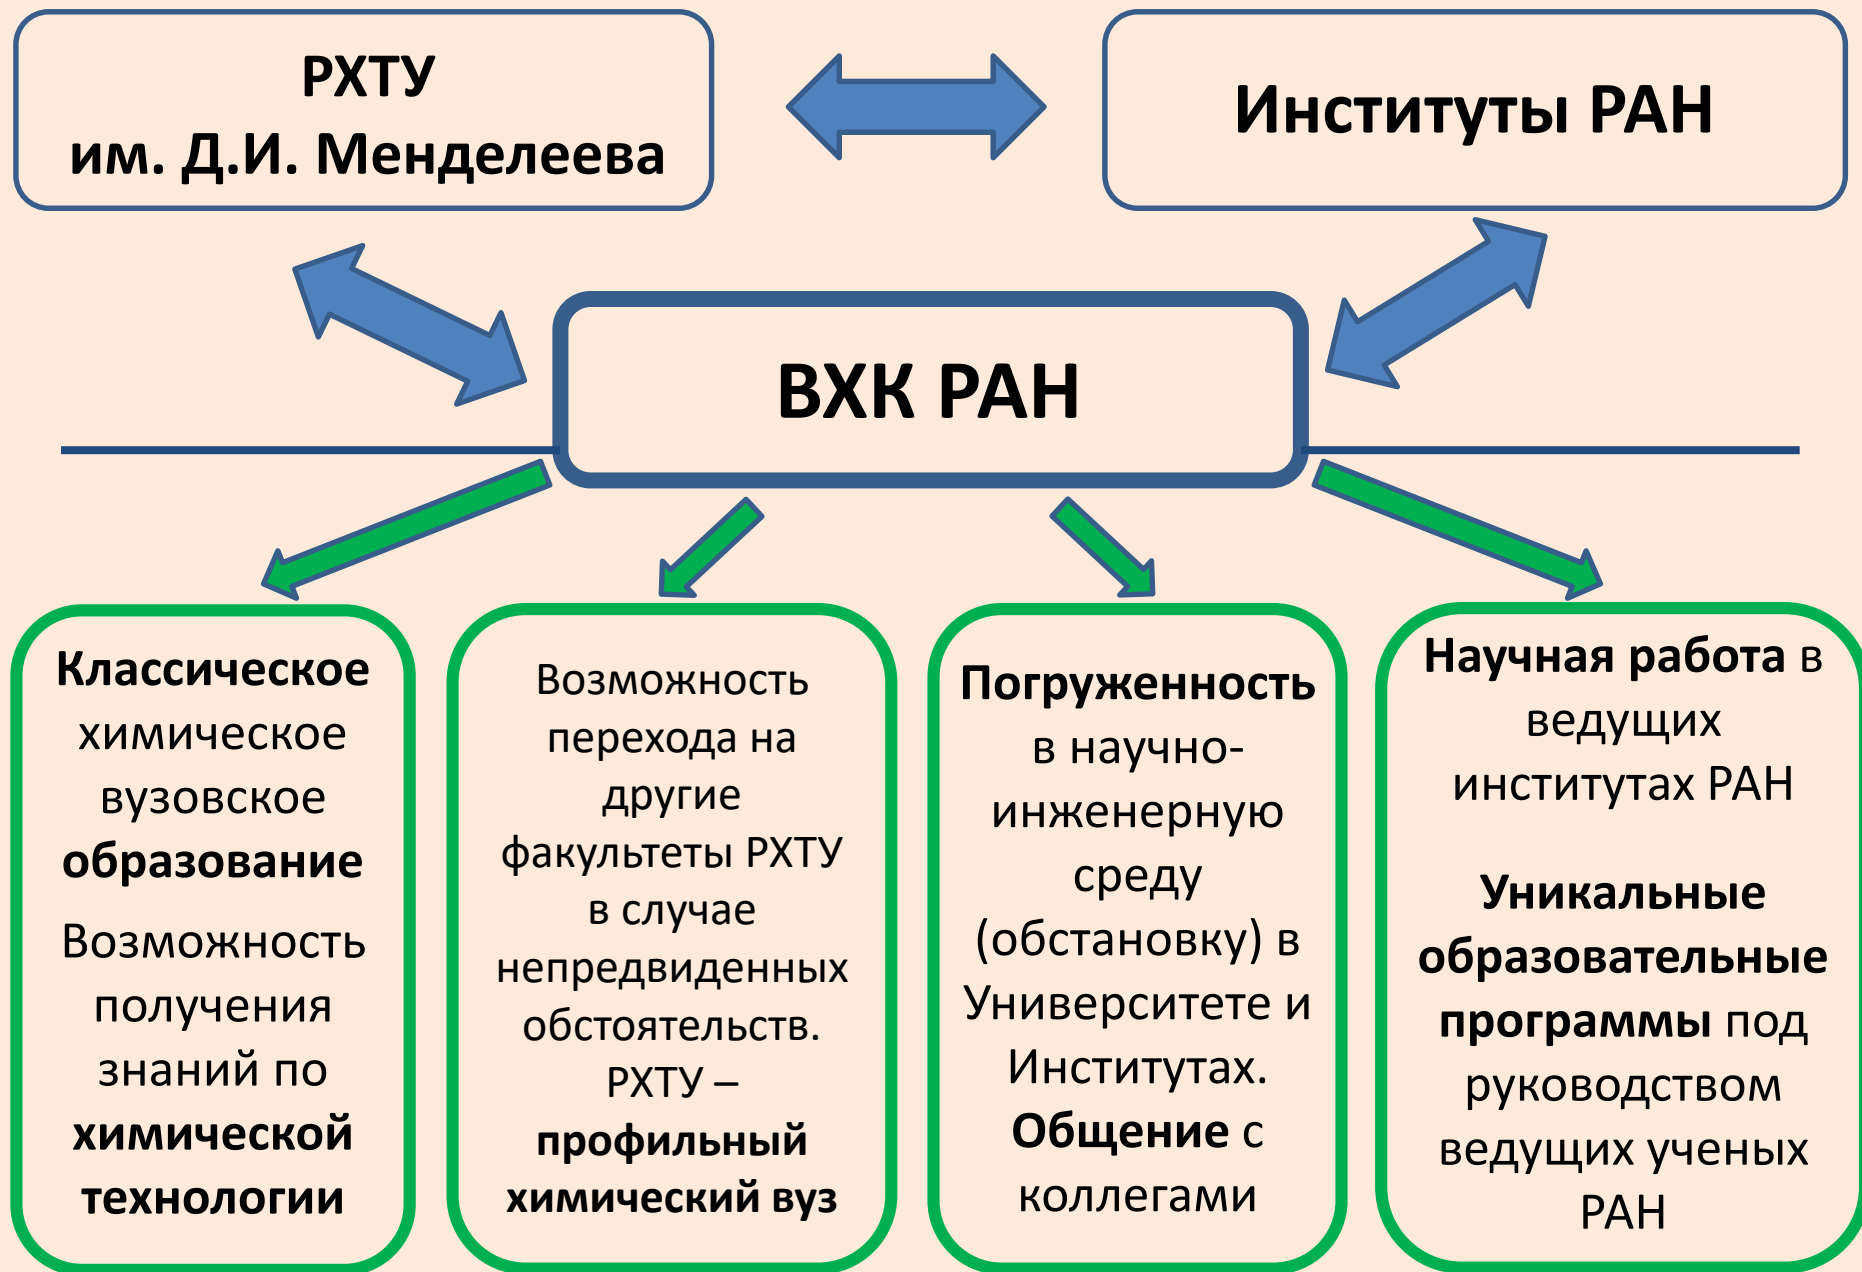 РХТУ
им. Д.И. Менделеева
Институты РАН
ВХК РАН
Классическое
химическое
вузовское
образование
Возможность
получения
знаний по
химической
технологии
Возможность
перехода на
другие
факультеты РХТУ
в случае
непредвиденных
обстоятельств.
РХТУ –
профильный
химический вуз
Погруженность
в научно-
инженерную
среду
(обстановку) в
Университете и
Институтах.
Общение с
коллегами
Научная работа в
ведущих
институтах РАН
Уникальные
образовательные
программы под
руководством
ведущих ученых
РАН